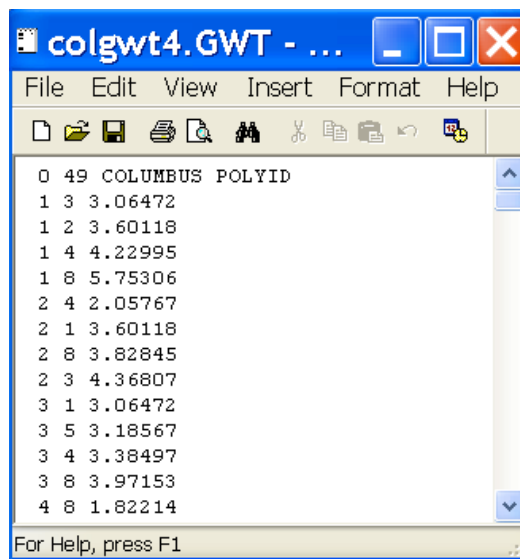 colgwt4.GWT - ...
File Edit View Insert Format Help
0 49 COLUMBUS POLYID
1 3 3.06472
1 2 3.60118
1 4 4.22995
1 8 5.75306
2 4 2.05767
2 1 3.60118
2 8 3.82845
2 3 4.36807
3 1 3.06472
3 5 3.18567
3 4 3.38497
3 8 3.97153
4 8 1.82214
For Help, press F1